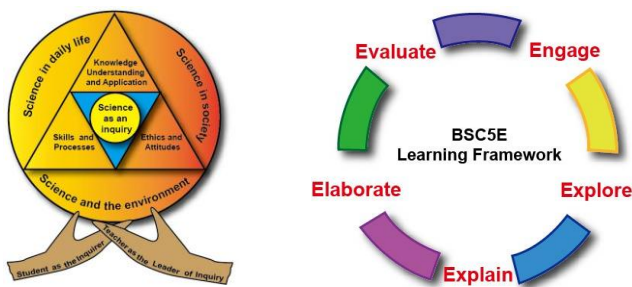 Science in daily life
Science in society
Knowledge
Understanding
and Application
Science
as an
inquiry
Skills and
Processes
Ethics and
Attitudes
Science and the environment
Student as the Inquirer
Teacher as the Leader of Inquiry
Evaluate
Engage
BSC5E
Learning Framework
Elaborate
Explore
Explain